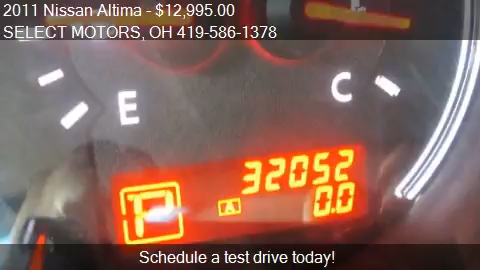 2011 Nissan Altima - $12,995.00
SELECT MOTORS, OH 419-586-1378
E C
32052
P A 0.0
Schedule a test drive today!